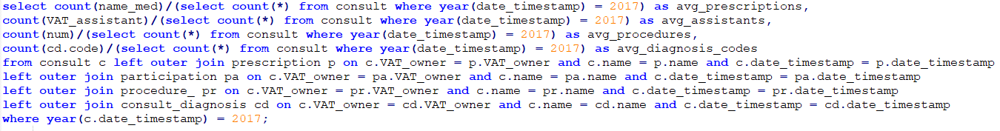 select count(name_med)/(select count(*) from consult where year(date_timestamp) = 2017) as avg_prescriptions,
count(VAT_assistant)/(select count(*) from consult where year(date_timestamp) = 2017) as avg_assistants,
count(num)/(select count(*) from consult where year(date_timestamp) = 2017) as avg_procedures,
count(cd.code)/(select count(*) from consult where year(date_timestamp) = 2017) as avg_diagnosis_codes
from consult c left outer join prescription p on c.VAT_owner = p.VAT_owner and c.name = p.name and c.date_timestamp = p.date_timestamp
left outer join participation pa on c.VAT_owner = pa.VAT_owner and c.name = pa.name and c.date_timestamp = pa.date_timestamp
left outer join procedure_ pr on c.VAT_owner = pr.VAT_owner and c.name = pr.name and c.date_timestamp = pr.date_timestamp
left outer join consult_diagnosis cd on c.VAT_owner = cd.VAT_owner and c.name = cd.name and c.date_timestamp = cd.date_timestamp
where year(c.date_timestamp) = 2017;